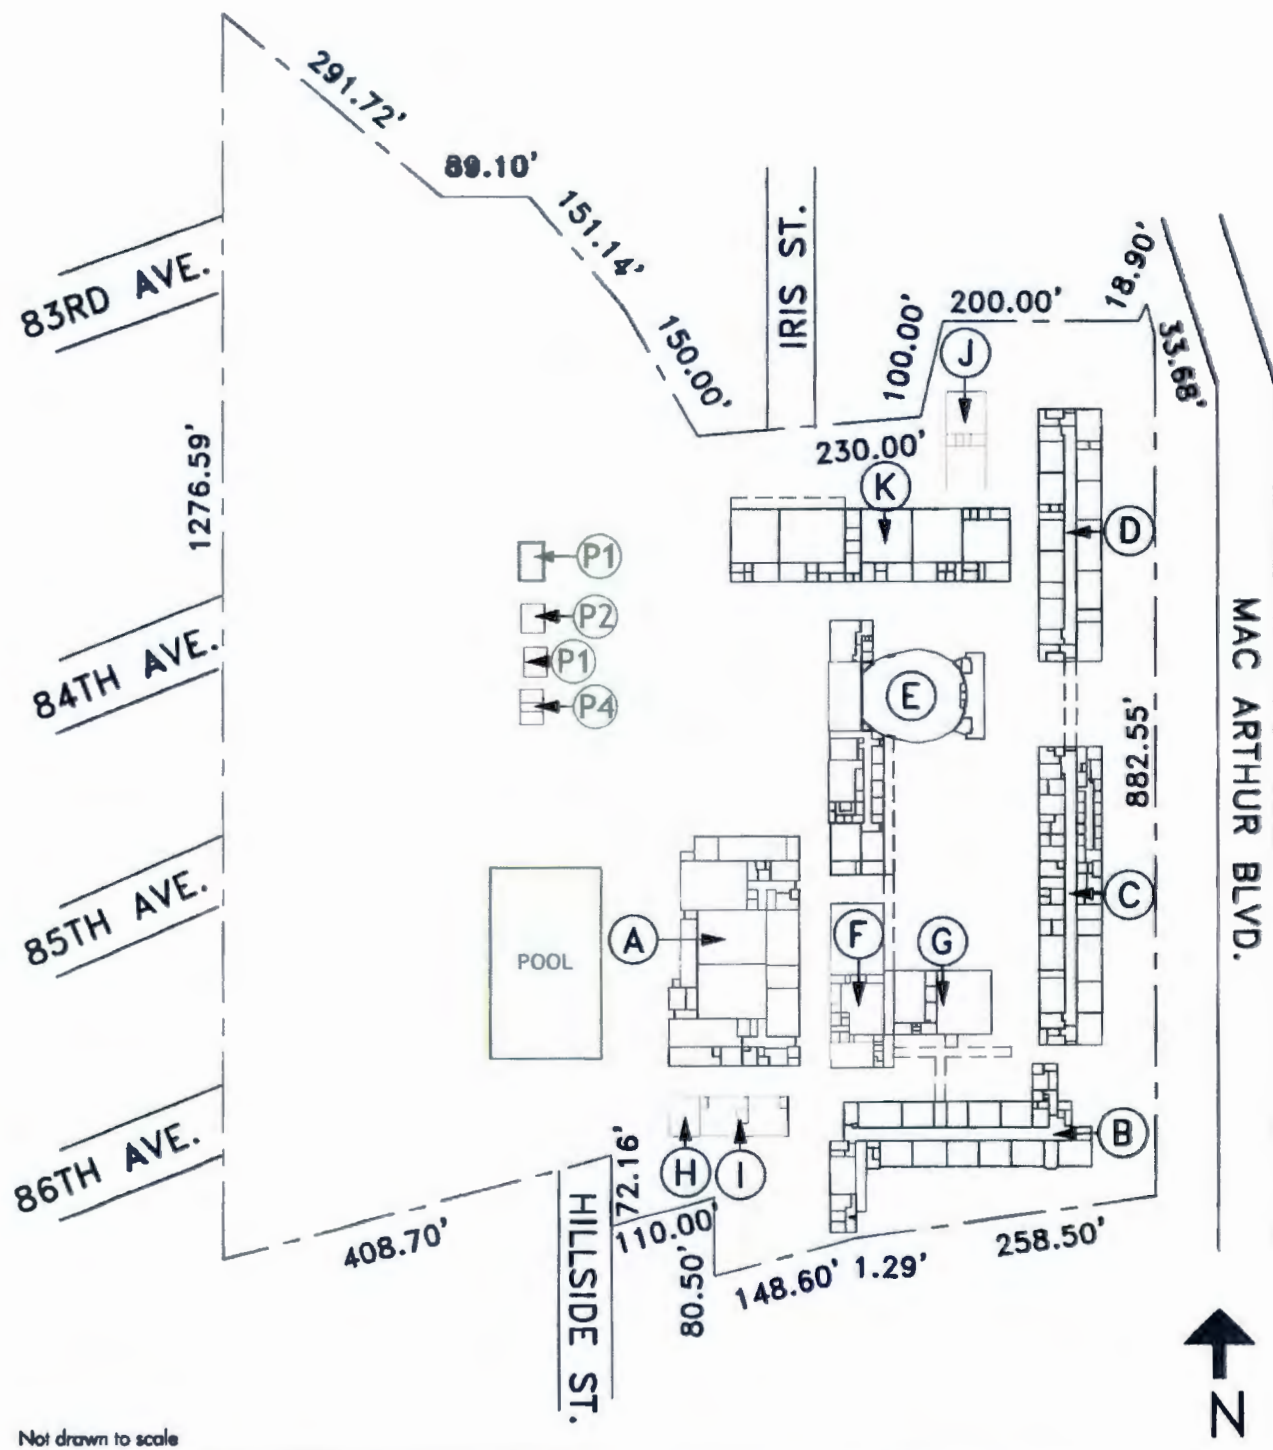 291.72'
89.10'
151.14'
150.00'
IRIS ST.
100.00'
200.00'
18.90'
33.68'
83RD AVE.
J
230.00'
K
D
1276.59'
P1
P2
P1
P4
84TH AVE.
E
MAC ARTHUR BLVD.
882.55'
85TH AVE.
POOL
A
F
G
C
86TH AVE.
B
H
I
72.16'
408.70'
HILLSIDE ST.
110.00'
80.50'
148.60'
1.29'
258.50'
N
Not drawn to scale